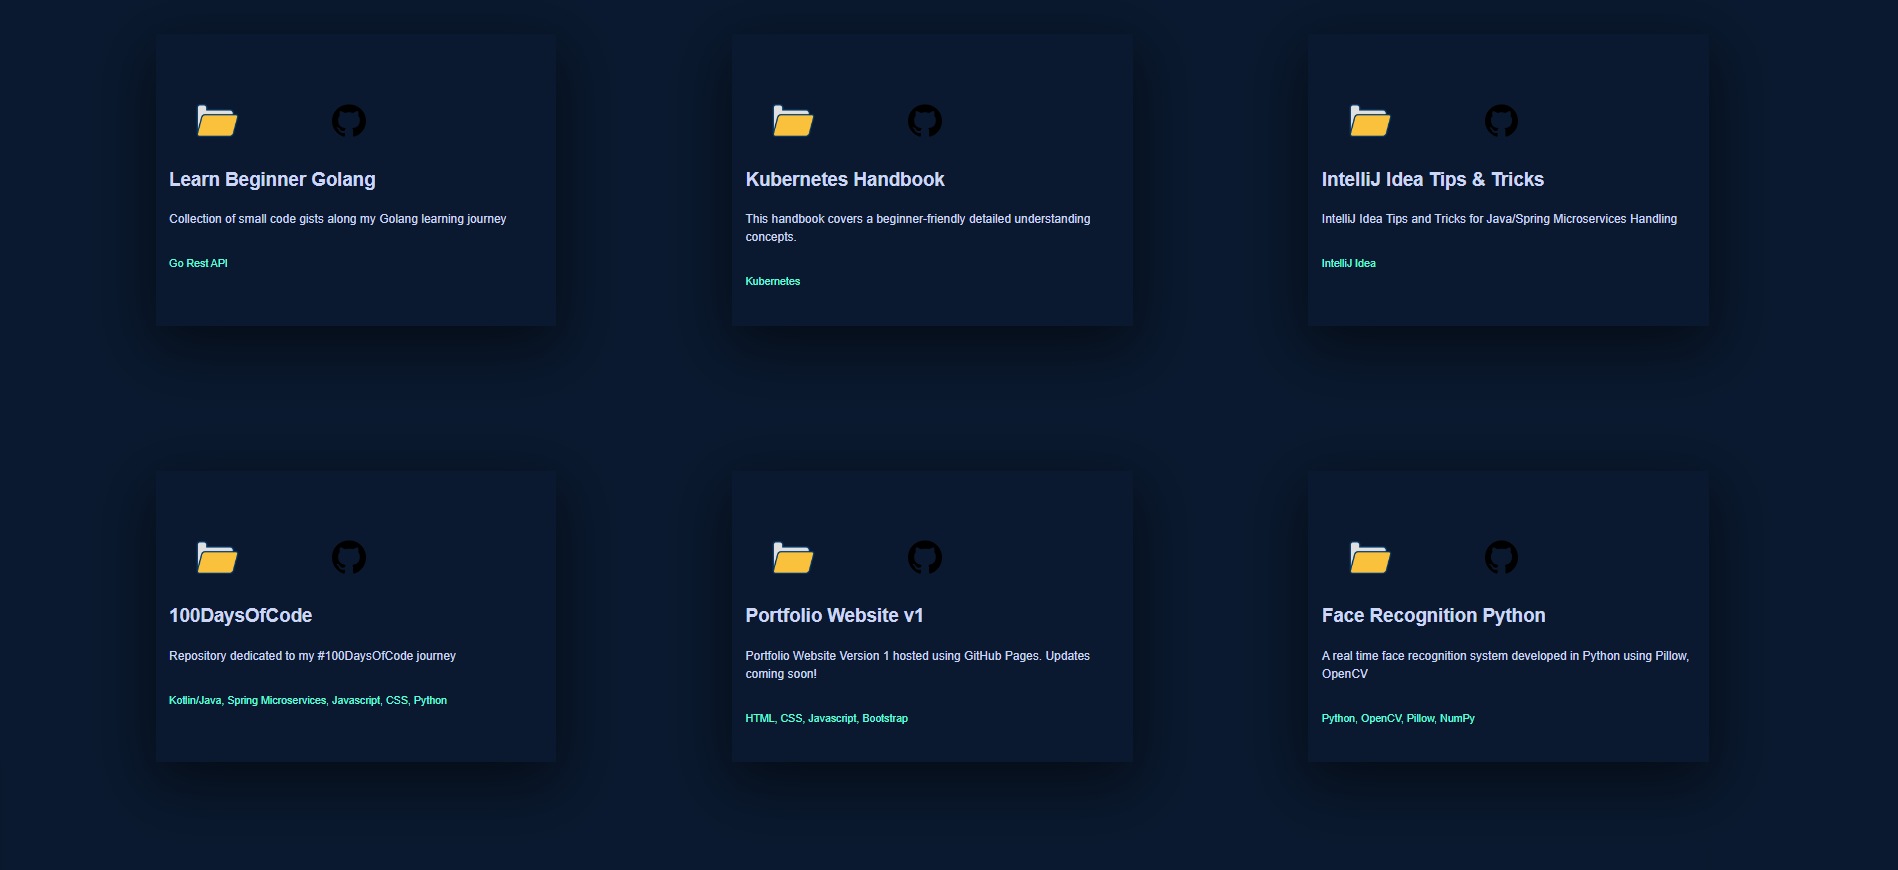 Learn Beginner Golang
Collection of small code gists along my Golang learning journey
Go Rest API
Kubernetes Handbook
This handbook covers a beginner-friendly detailed understanding
concepts.
Kubernetes
IntelliJ Idea Tips & Tricks
IntelliJ Idea Tips and Tricks for Java/Spring Microservices Handling
IntelliJ Idea
100DaysOfCode
Repository dedicated to my #100DaysOfCode journey
Kotlin/Java, Spring Microservices, Javascript, CSS, Python
Portfolio Website v1
Portfolio Website Version 1 hosted using GitHub Pages. Updates
coming soon!
HTML, CSS, Javascript, Bootstrap
Face Recognition Python
A real time face recognition system developed in Python using Pillow,
OpenCV
Python, OpenCV, Pillow, NumPy